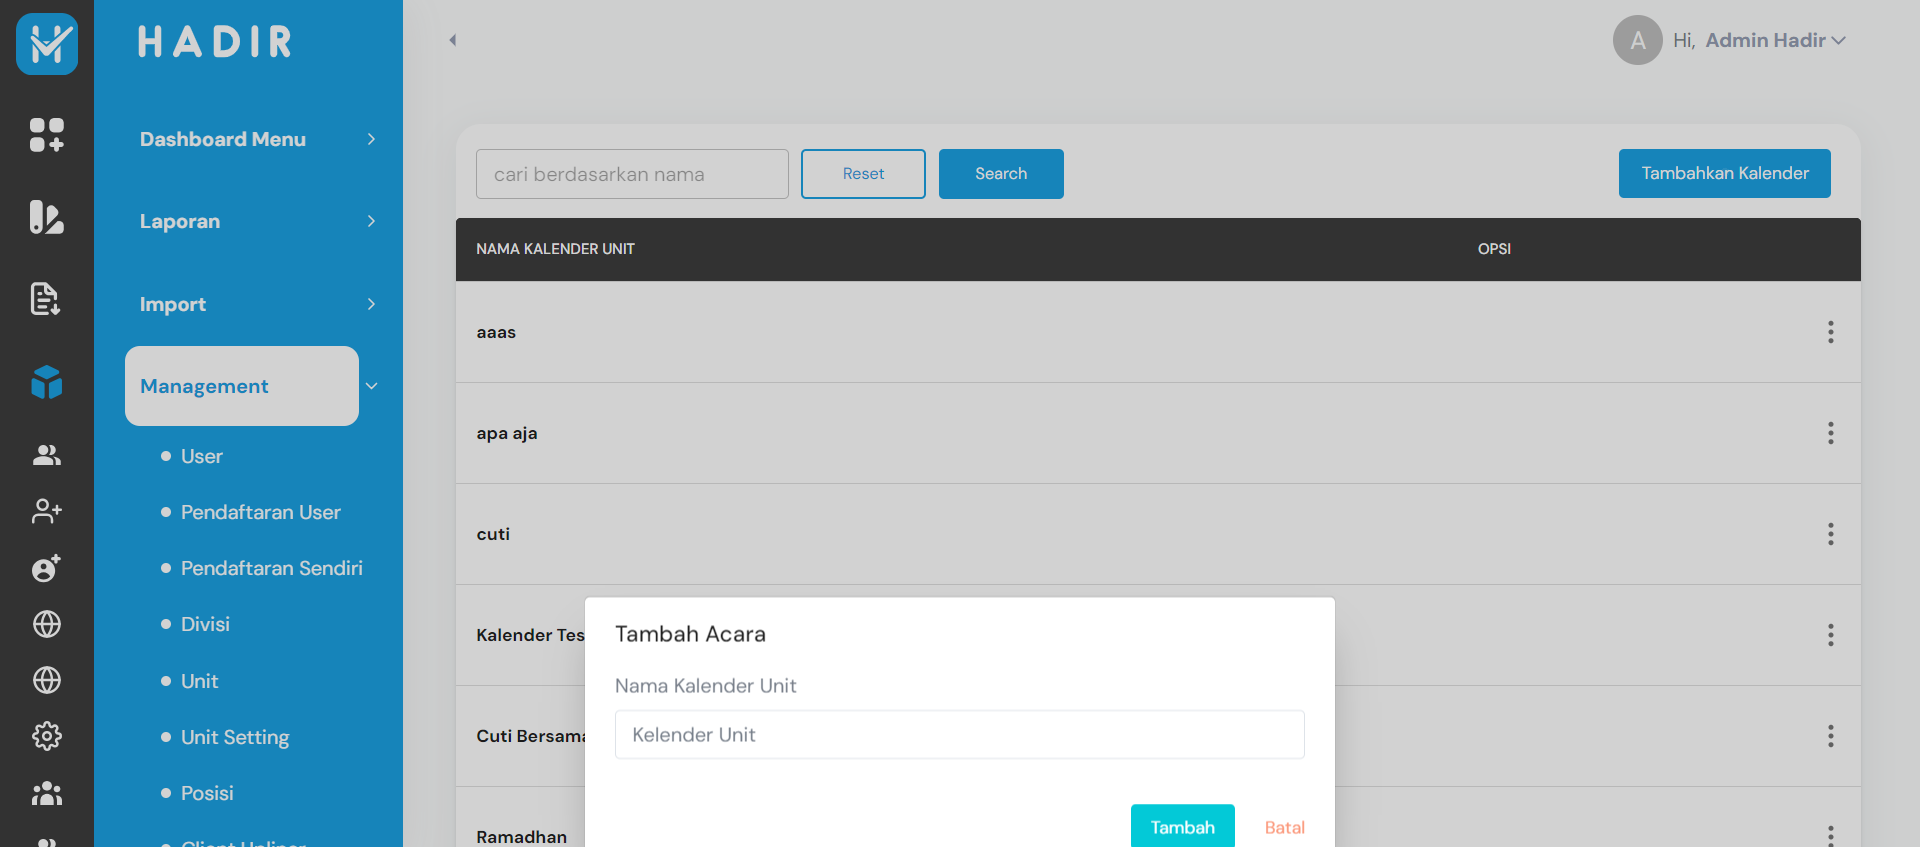 HADIR
A Hi, Admin Hadir
Dashboard Menu
Laporan
Import
Management
User
Pendaftaran User
Pendaftaran Sendiri
Divisi
Unit
Unit Setting
Posisi
cari berdasarkan nama
Reset
Search
Tambahkan Kalender
NAMA KALENDER UNIT
OPSI
aaas
apa aja
cuti
Kalender Tes
Cuti Bersama
Ramadhan
Tambah Acara
Nama Kalender Unit
Kelender Unit
Tambah
Batal